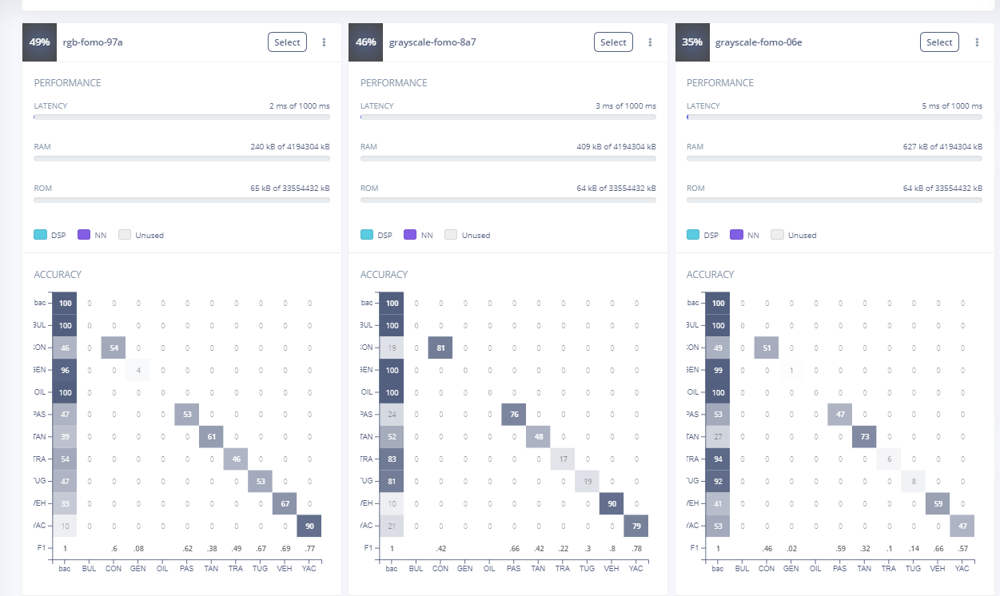 49% rgb-fomo-97a Select
PERFORMANCE
LATENCY 2 ms of 1000 ms
RAM 240 kB of 4194304 kB
ROM 65 kB of 33554432 kB
DSP NN Unused
ACCURACY
bac 100 0 0 0 0 0 0 0 0 0 0
BUL 100 0 0 0 0 0 0 0 0 0 0
CON 46 0 54 0 0 0 0 0 0 0 0
GEN 96 0 0 4 0 0 0 0 0 0 0
OIL 100 0 0 0 0 0 0 0 0 0 0
PAS 47 0 0 0 0 53 0 0 0 0 0
TAN 39 0 0 0 0 0 61 0 0 0 0
TRA 54 0 0 0 0 0 0 46 0 0 0
TUG 47 0 0 0 0 0 0 0 53 0 0
VEH 33 0 0 0 0 0 0 0 0 67 0
YAC 10 0 0 0 0 0 0 0 0 0 90
F1 1 .6 .08 .62 .38 .49 .67 .69 .77
bac BUL CON GEN OIL PAS TAN TRA TUG VEH YAC
46% grayscale-fomo-8a7 Select
PERFORMANCE
LATENCY 3 ms of 1000 ms
RAM 409 kB of 4194304 kB
ROM 64 kB of 33554432 kB
DSP NN Unused
ACCURACY
bac 100 0 0 0 0 0 0 0 0 0 0
BUL 100 0 0 0 0 0 0 0 0 0 0
CON 19 0 81 0 0 0 0 0 0 0 0
GEN 100 0 0 0 0 0 0 0 0 0 0
OIL 100 0 0 0 0 0 0 0 0 0 0
PAS 24 0 0 0 0 76 0 0 0 0 0
TAN 52 0 0 0 0 0 48 0 0 0 0
TRA 83 0 0 0 0 0 0 17 0 0 0
TUG 81 0 0 0 0 0 0 0 19 0 0
VEH 10 0 0 0 0 0 0 0 0 90 0
YAC 21 0 0 0 0 0 0 0 0 0 79
F1 1 .42 .66 .42 .22 .3 .8 .78
bac BUL CON GEN OIL PAS TAN TRA TUG VEH YAC
35% grayscale-fomo-06e Select
PERFORMANCE
LATENCY 5 ms of 1000 ms
RAM 627 kB of 4194304 kB
ROM 64 kB of 33554432 kB
DSP NN Unused
ACCURACY
bac 100 0 0 0 0 0 0 0 0 0 0
BUL 100 0 0 0 0 0 0 0 0 0 0
CON 49 0 51 0 0 0 0 0 0 0 0
GEN 99 0 0 1 0 0 0 0 0 0 0
OIL 100 0 0 0 0 0 0 0 0 0 0
PAS 53 0 0 0 0 47 0 0 0 0 0
TAN 27 0 0 0 0 0 73 0 0 0 0
TRA 94 0 0 0 0 0 0 6 0 0 0
TUG 92 0 0 0 0 0 0 0 8 0 0
VEH 41 0 0 0 0 0 0 0 0 59 0
YAC 53 0 0 0 0 0 0 0 0 0 47
F1 1 .46 .02 .59 .32 .1 .14 .66 .57
bac BUL CON GEN OIL PAS TAN TRA TUG VEH YAC